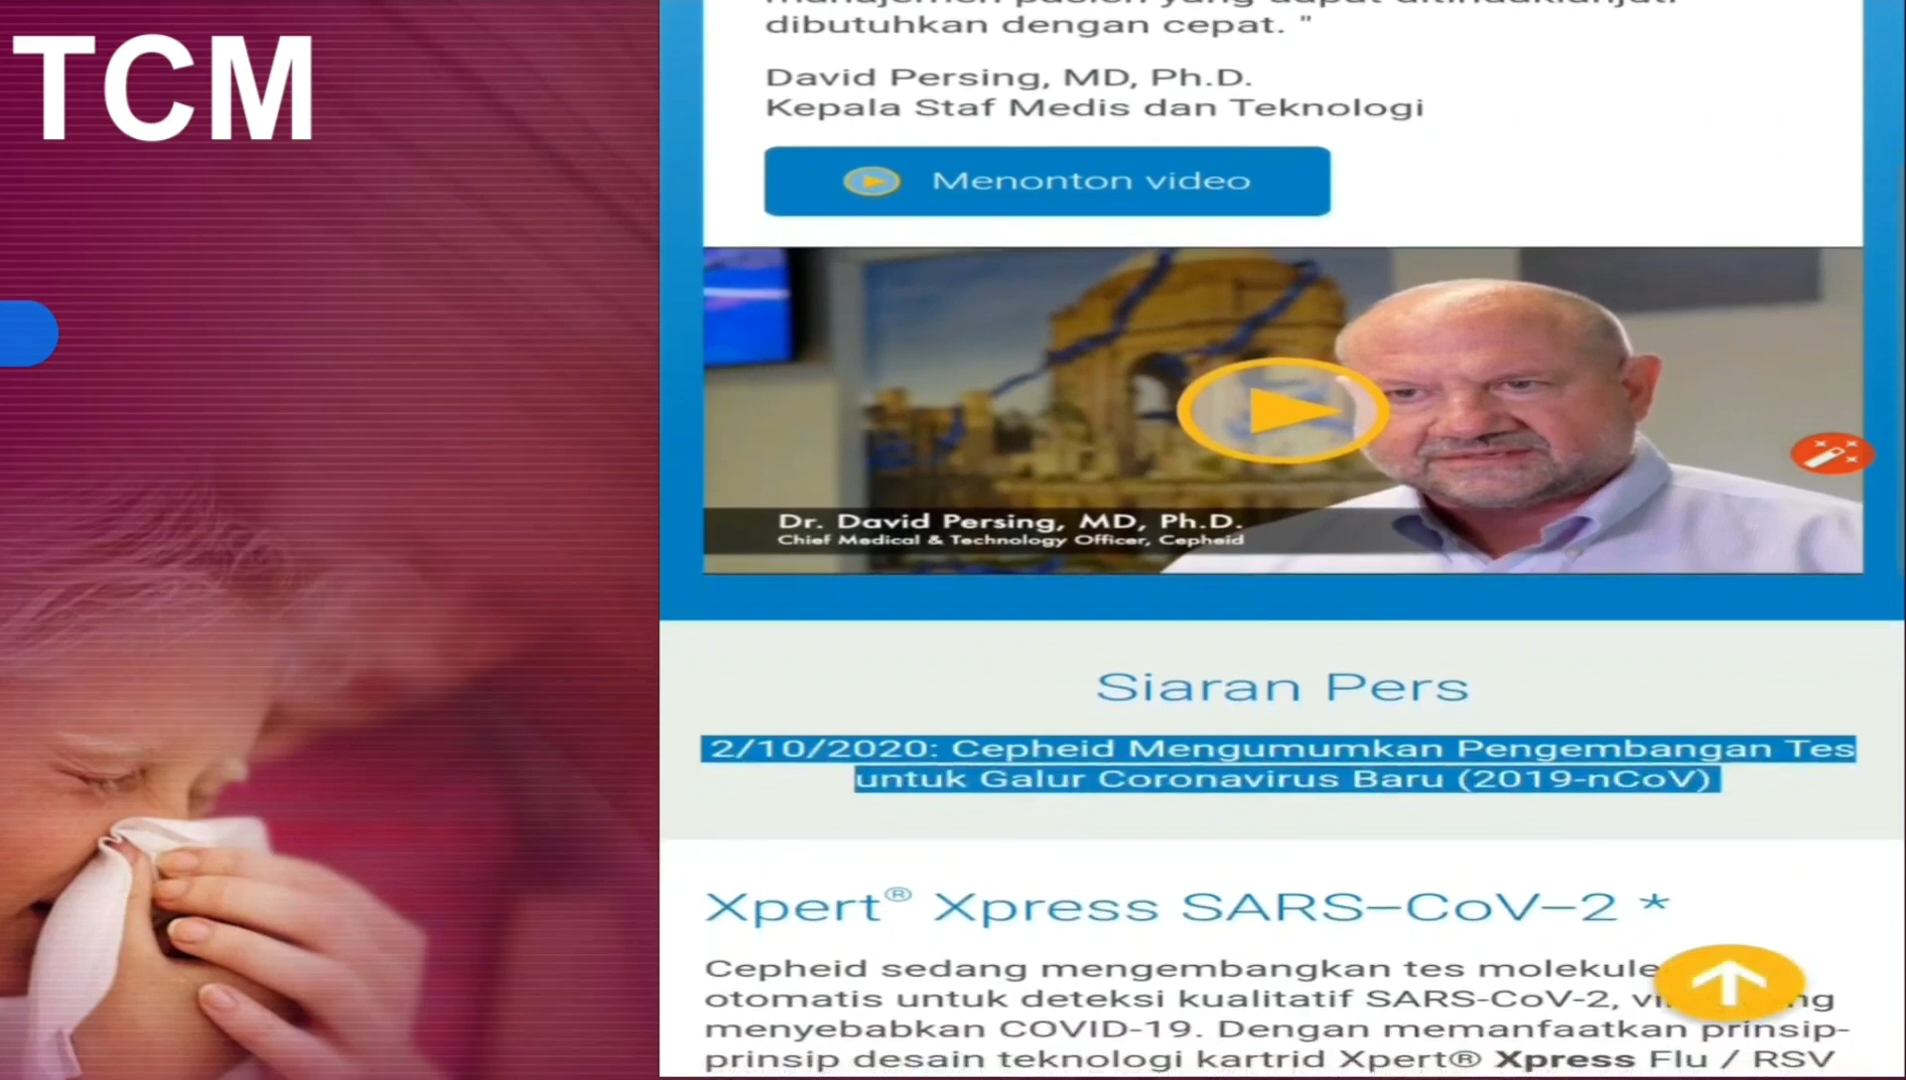 TCM
dibutuhkan dengan cepat. "
David Persing, MD, Ph.D.
Kepala Staf Medis dan Teknologi
Menonton video
Dr. David Persing, MD, Ph.D.
Chief Medical & Technology Officer, Cepheid
Siaran Pers
2/10/2020: Cepheid Mengumumkan Pengembangan Tes
untuk Galur Coronavirus Baru (2019-nCoV)
Xpert® Xpress SARS-CoV-2 *
Cepheid sedang mengembangkan tes
otomatis untuk deteksi kualitatif SARS-CoV-2,
menyebabkan COVID-19. Dengan memanfaatkan prinsip-
prinsip desain teknologi kartrid Xpert® Xpress Flu / RSV